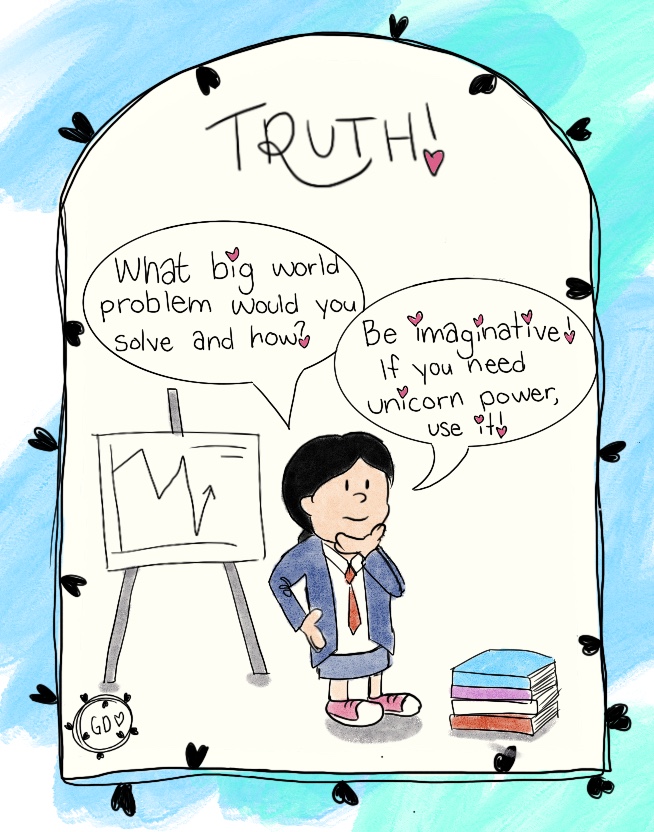 TRUTH!
What big world
problem would you
solve and how?
Be imaginative!
If you need
unicorn power,
use it!
GD